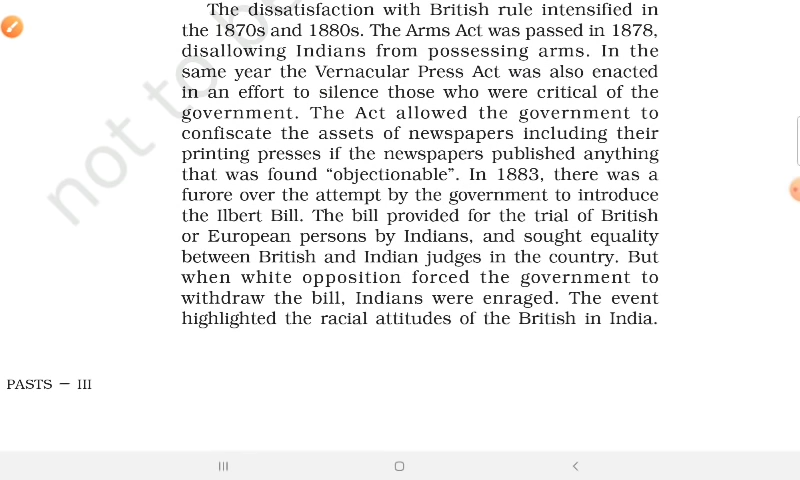 The dissatisfaction with British rule intensified in
the 1870s and 1880s. The Arms Act was passed in 1878,
disallowing Indians from possessing arms. In the
same year the Vernacular Press Act was also enacted
in an effort to silence those who were critical of the
government. The Act allowed the government to
confiscate the assets of newspapers including their
printing presses if the newspapers published anything
that was found “objectionable”. In 1883, there was a
furore over the attempt by the government to introduce
the Ilbert Bill. The bill provided for the trial of British
or European persons by Indians, and sought equality
between British and Indian judges in the country. But
when white opposition forced the government to
withdraw the bill, Indians were enraged. The event
highlighted the racial attitudes of the British in India.
PASTS – III
not to b